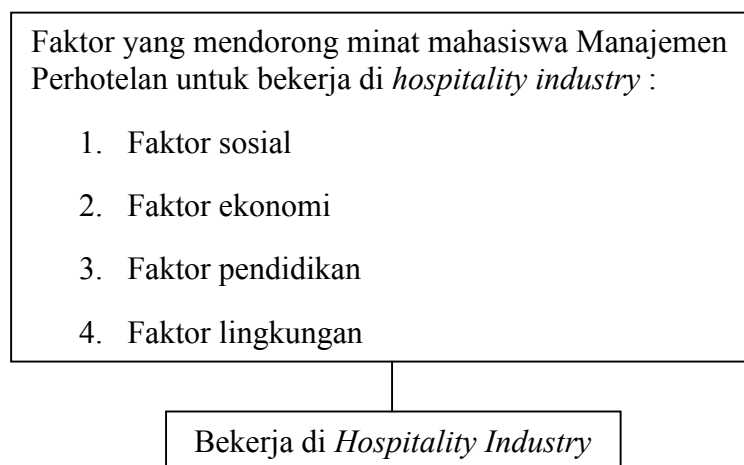 Faktor yang mendorong minat mahasiswa Manajemen
Perhotelan untuk bekerja di hospitality industry :
1. Faktor sosial
2. Faktor ekonomi
3. Faktor pendidikan
4. Faktor lingkungan
Bekerja di Hospitality Industry